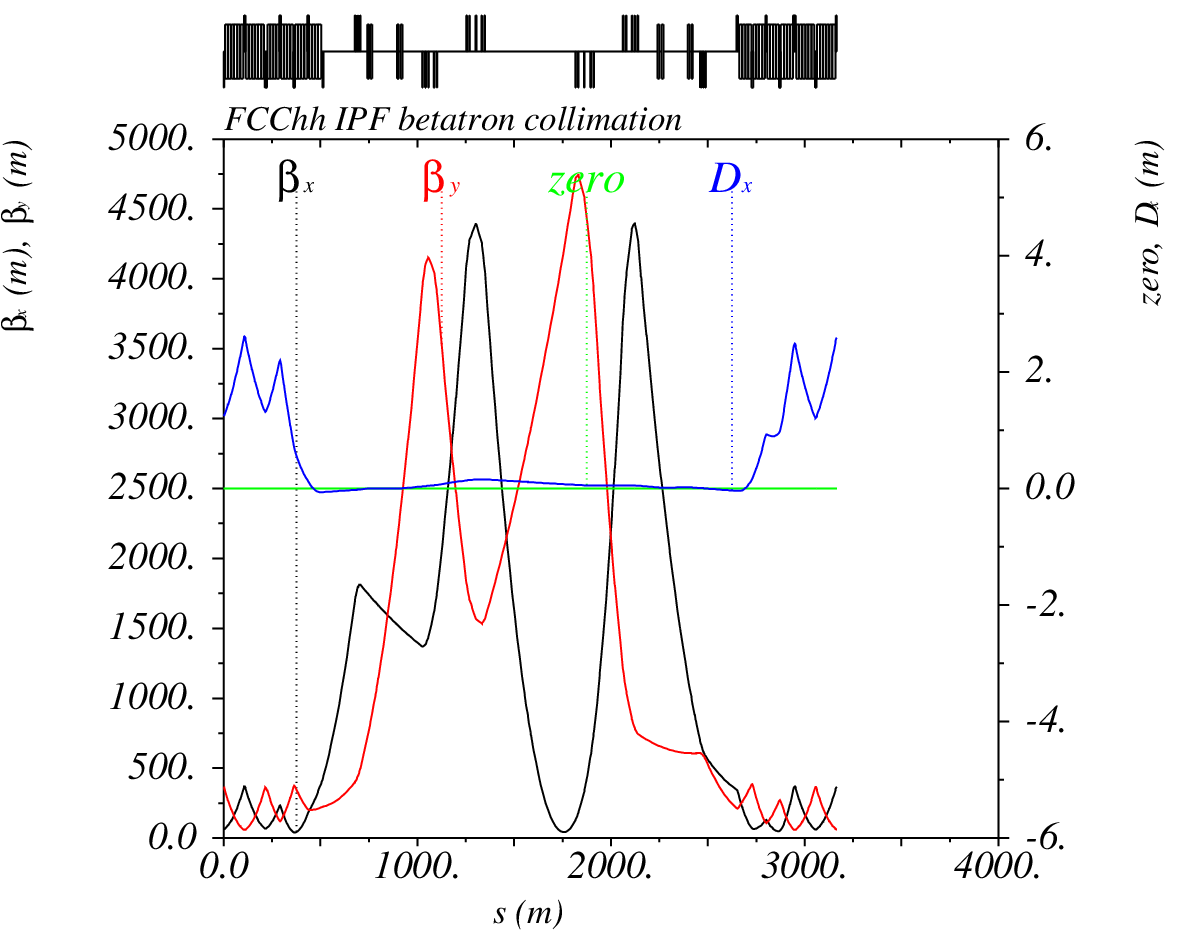 FCChh IPF betatron collimation
βx (m), βy (m)
5000.
4500.
4000.
3500.
3000.
2500.
2000.
1500.
1000.
500.
0.0
βx
βy
zero
Dx
6.
4.
2.
0.0
-2.
-4.
-6.
zero, Dx (m)
0.0
1000.
2000.
3000.
4000.
s (m)